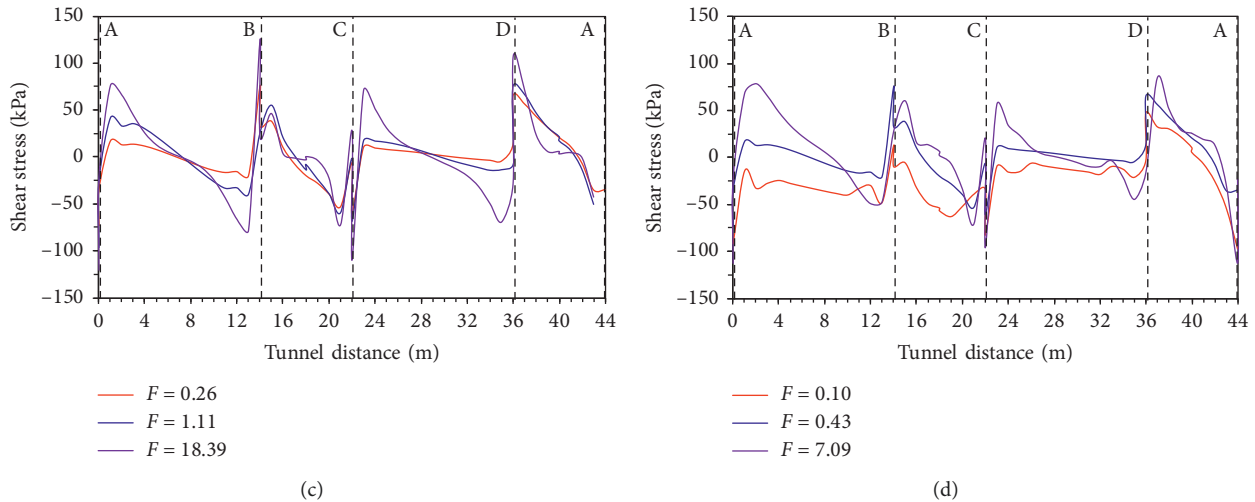 A B C D A
150
100
50
0
−50
−100
−150
Shear stress (kPa)
0 4 8 12 16 20 24 28 32 36 40 44
Tunnel distance (m)
F = 0.26
F = 1.11
F = 18.39
(c)
A B C D A
150
100
50
0
−50
−100
−150
Shear stress (kPa)
0 4 8 12 16 20 24 28 32 36 40 44
Tunnel distance (m)
F = 0.10
F = 0.43
F = 7.09
(d)